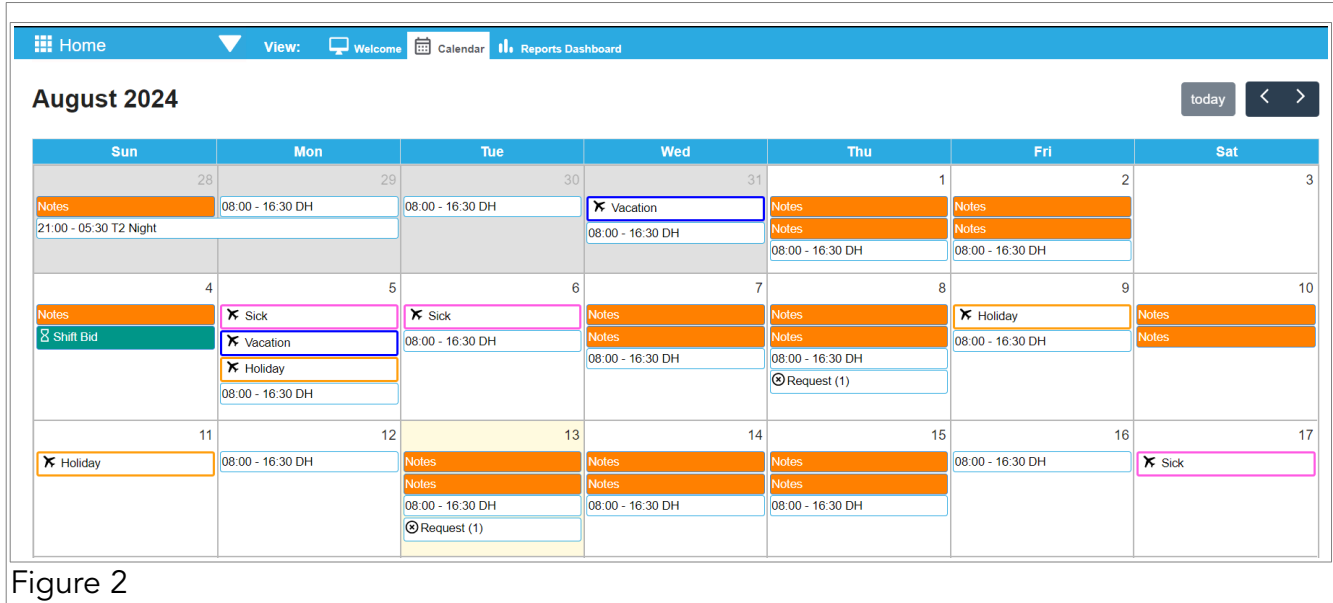 Home View: Welcome Calendar Reports Dashboard
August 2024
today
Sun Mon Tue Wed Thu Fri Sat
28 29 30 31 1 2 3
Notes 08:00 - 16:30 DH 08:00 - 16:30 DH Vacation Notes Notes
21:00 - 05:30 T2 Night 08:00 - 16:30 DH Notes Notes
08:00 - 16:30 DH 08:00 - 16:30 DH
4 5 6 7 8 9 10
Notes Sick Sick Notes Notes Holiday Notes
Shift Bid Vacation 08:00 - 16:30 DH Notes Notes 08:00 - 16:30 DH Notes
Holiday 08:00 - 16:30 DH 08:00 - 16:30 DH
08:00 - 16:30 DH Request (1)
11 12 13 14 15 16 17
Holiday 08:00 - 16:30 DH Notes Notes Notes 08:00 - 16:30 DH Sick
Notes Notes Notes
08:00 - 16:30 DH 08:00 - 16:30 DH 08:00 - 16:30 DH
Request (1)
Figure 2